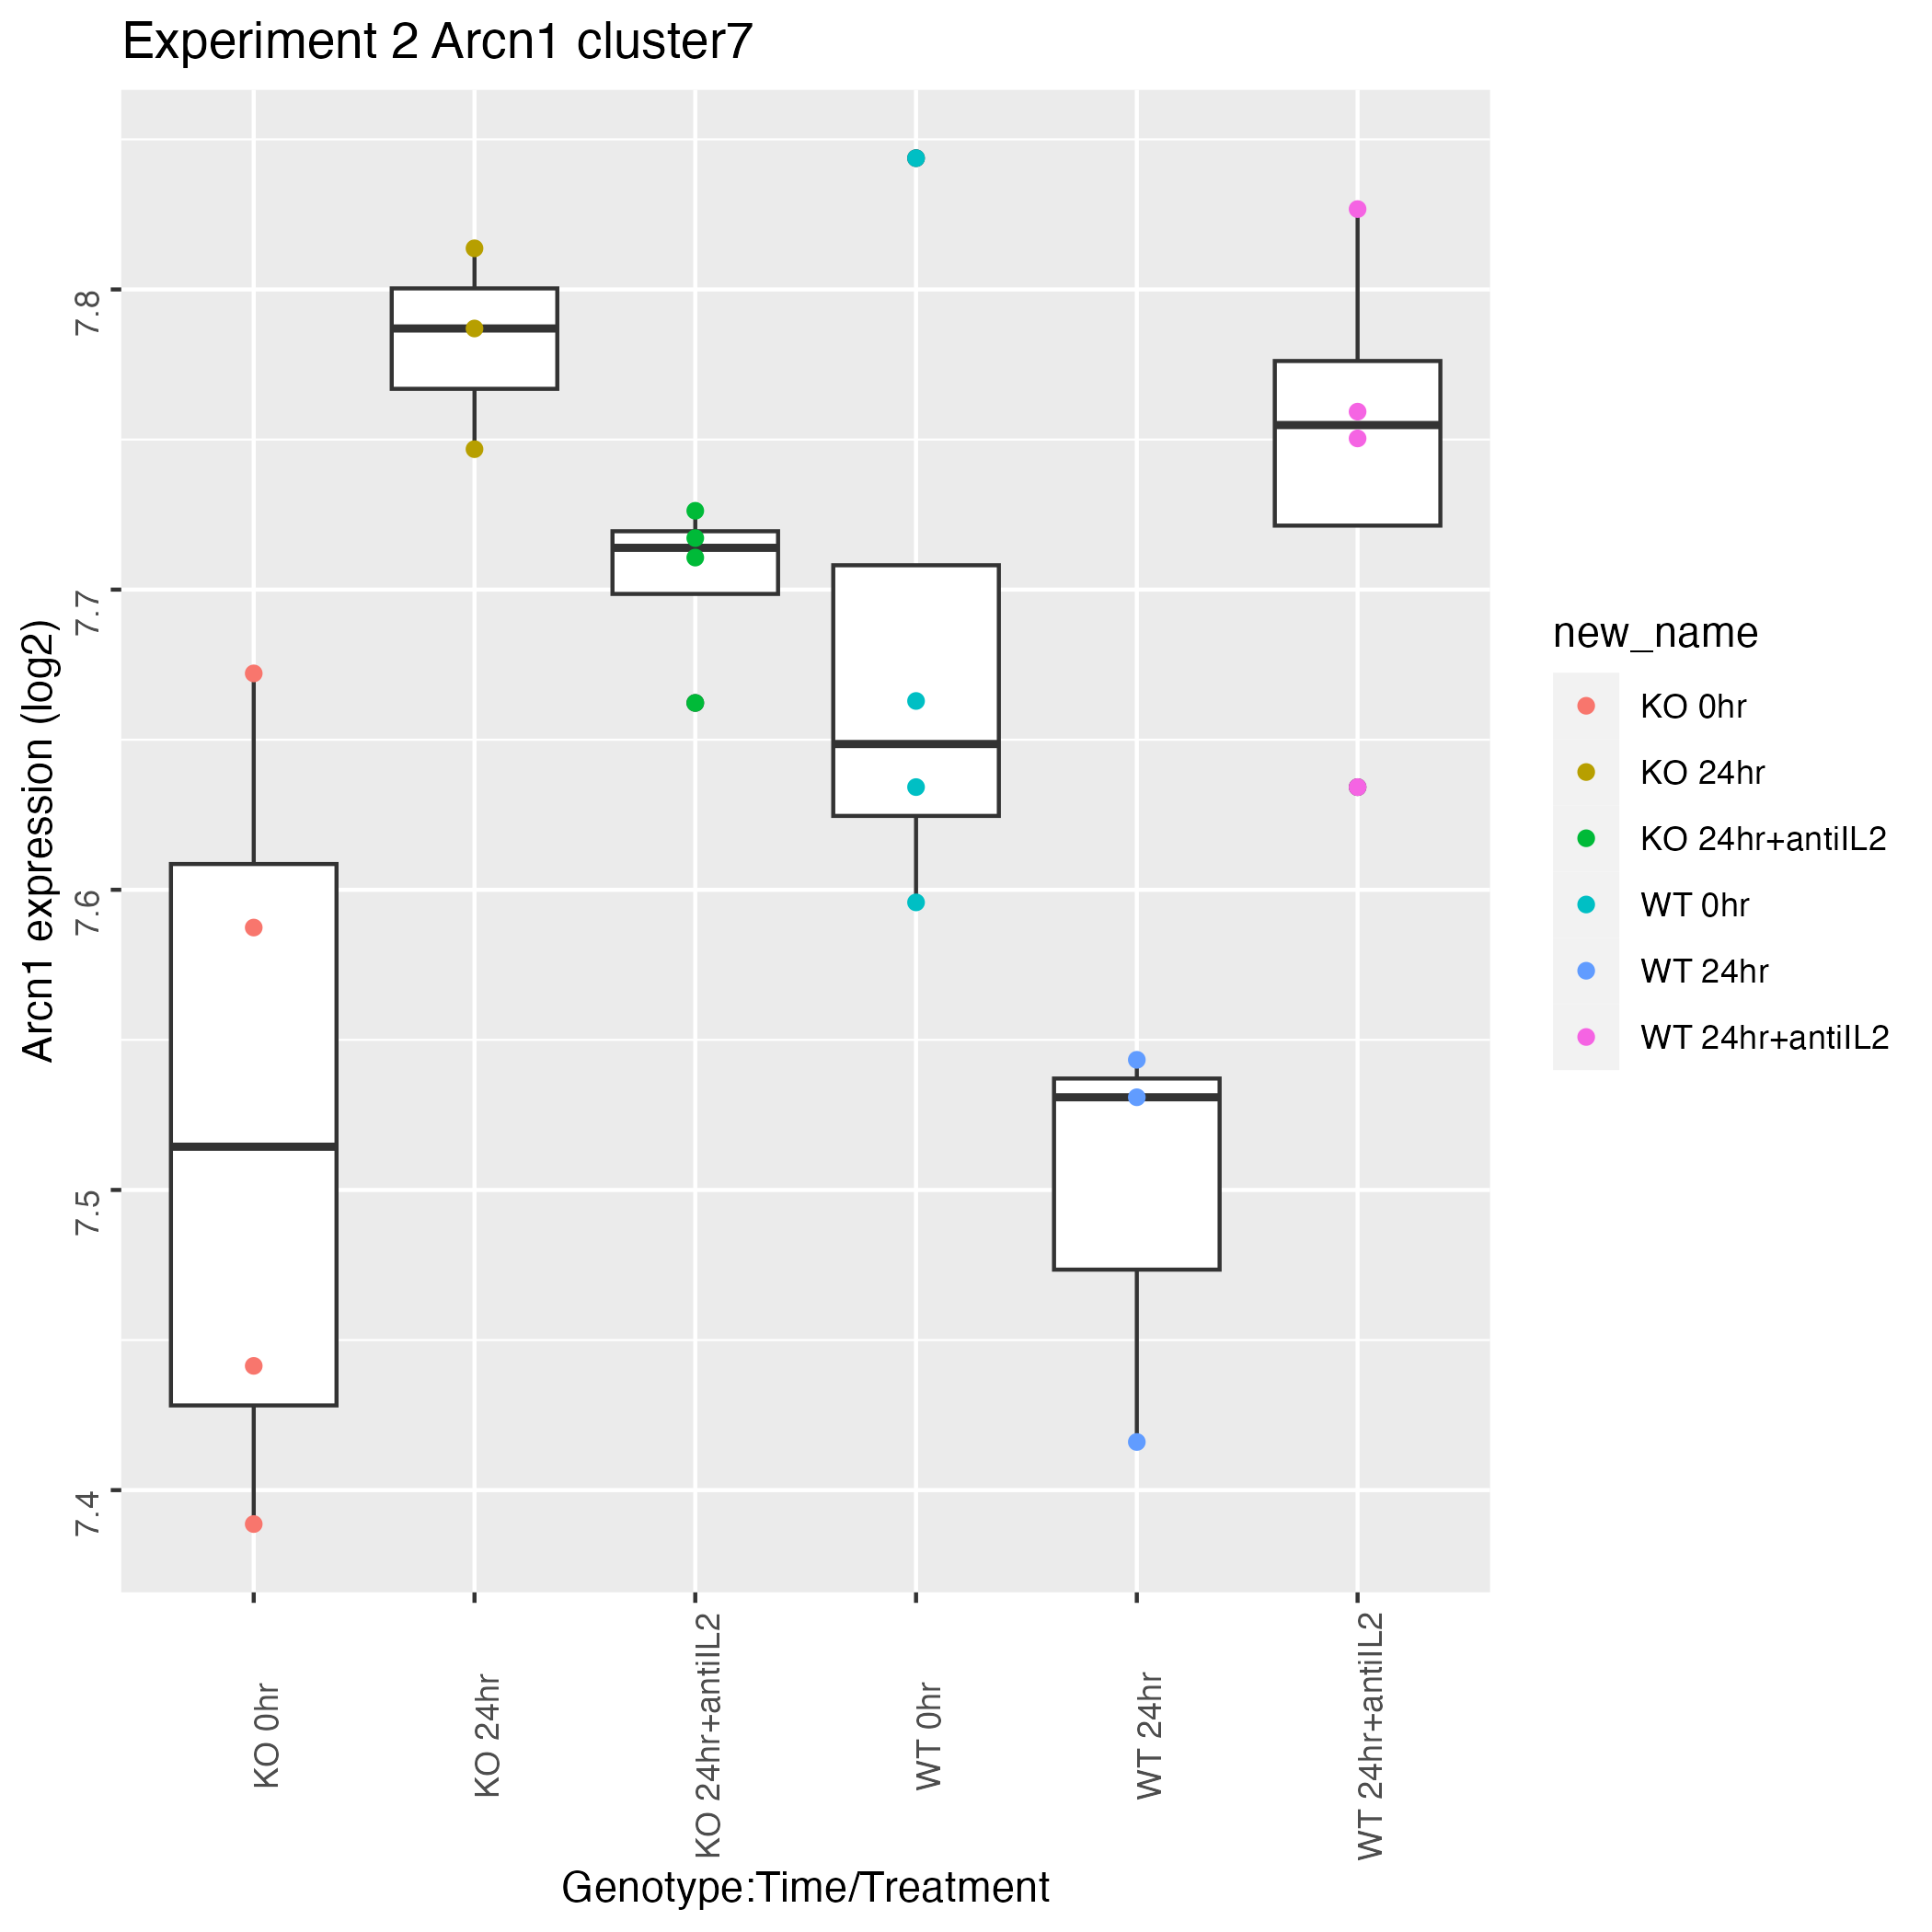 Experiment 2 Arcn1 cluster7
Arcn1 expression (log2)
7.8
7.7
7.6
7.5
7.4
KO 0hr
KO 24hr
KO 24hr+antiIL2
WT 0hr
WT 24hr
WT 24hr+antiIL2
Genotype:Time/Treatment
new_name
KO 0hr
KO 24hr
KO 24hr+antiIL2
WT 0hr
WT 24hr
WT 24hr+antiIL2